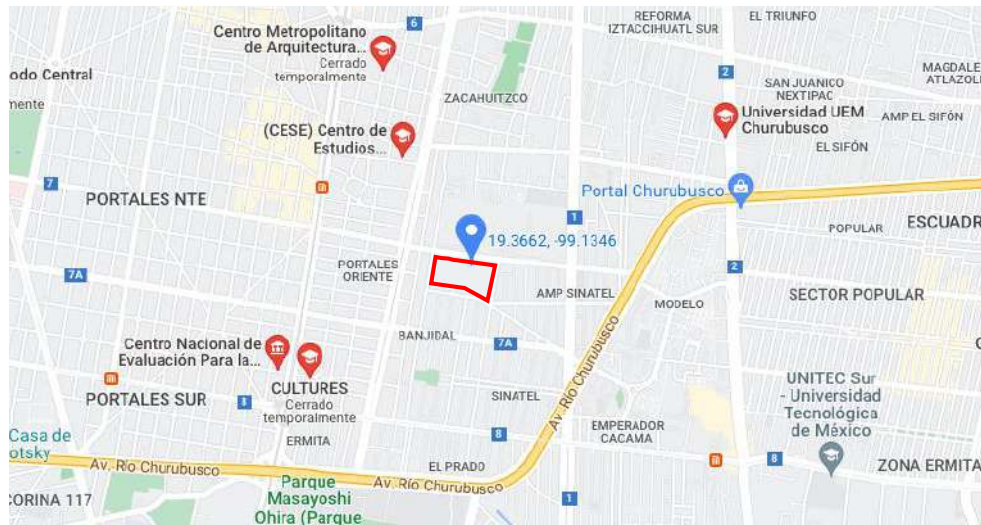 REFORMA
IZTACCIHUATL SUR
EL TRIUNFO
6
Centro Metropolitano
de Arquitectura...
Cerrado
temporalmente
odo Central
mente
2
MAGDALE
ATLAZOL
SAN JUANICO
NEXTIPAC
ZACAHUITZCO
Universidad UEM
Churubusco
AMP EL SIFÓN
EL SIFÓN
(CESE) Centro de
Estudios...
7
PORTALES NTE
Portal Churubusco
1
POPULAR
ESCUADR
19.3662, -99.1346
PORTALES
ORIENTE
7A
2
AMP SINATEL
MODELO
SECTOR POPULAR
BANJIDAL
7A
Av. Río Churubusco
Centro Nacional de
Evaluación Para la...
CULTURES
Cerrado
temporalmente
PORTALES SUR
8
SINATEL
UNITEC Sur
- Universidad
Tecnológica
de México
EMPERADOR
CACAMA
8
8
ERMITA
Casa de
otsky
Av. Río Churubusco
EL PRADO
ZONA ERMITA
Av. Río Churubusco
CORINA 117
Parque
Masayoshi
Ohira (Parque
1